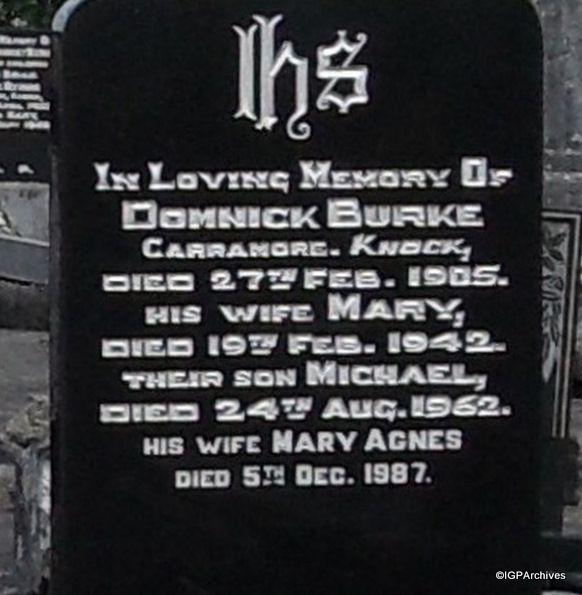 IHS
IN LOVING MEMORY OF
DOMNICK BURKE
CARRAMORE. KNOCK,
DIED 27TH FEB. 1905.
HIS WIFE MARY,
DIED 19TH FEB. 1942.
THEIR SON MICHAEL,
DIED 24TH AUG. 1962.
HIS WIFE MARY AGNES
DIED 5TH DEC. 1987.
©IGPArchives